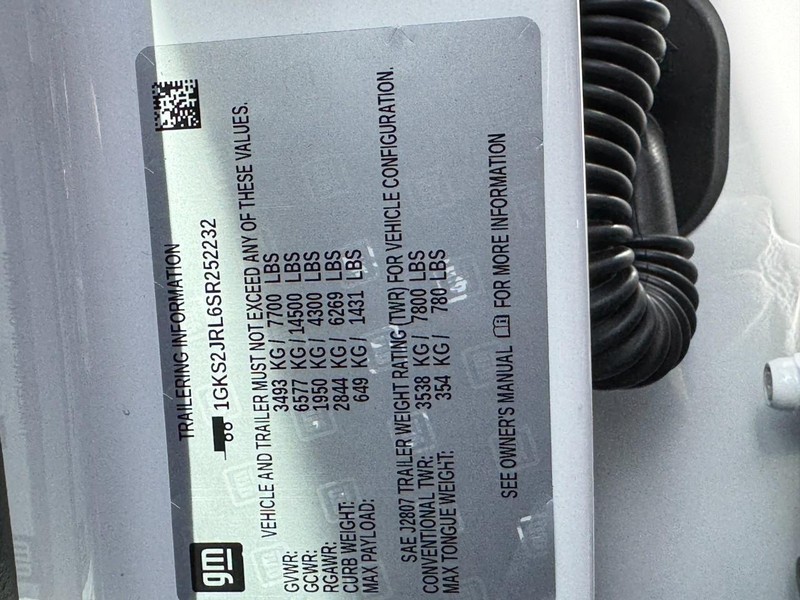 gm
TRAILERING INFORMATION
1GKS2JRL6SR252232
VEHICLE AND TRAILER MUST NOT EXCEED ANY OF THESE VALUES.
GVWR: 3493 KG / 7700 LBS
GCWR: 6577 KG / 14500 LBS
RGAWR: 1950 KG / 4300 LBS
CURB WEIGHT: 2844 KG / 6269 LBS
MAX PAYLOAD: 649 KG / 1431 LBS
SAE J2807 TRAILER WEIGHT RATING (TWR) FOR VEHICLE CONFIGURATION.
CONVENTIONAL TWR: 3538 KG / 7800 LBS
MAX TONGUE WEIGHT: 354 KG / 780 LBS
SEE OWNER'S MANUAL FOR MORE INFORMATION